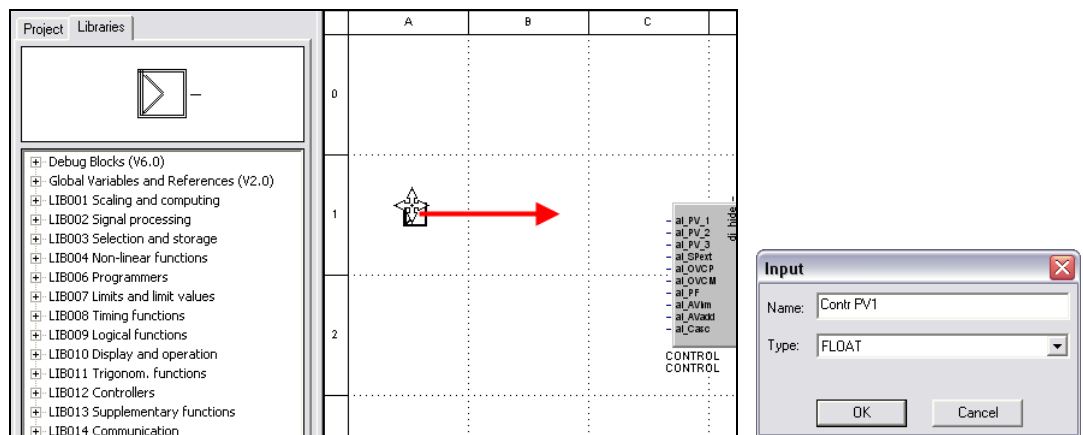 Project Libraries
A B C
0
1
2
Debug Blocks (V6.0)
Global Variables and References (V2.0)
LIB001 Scaling and computing
LIB002 Signal processing
LIB003 Selection and storage
LIB004 Non-linear functions
LIB006 Programmers
LIB007 Limits and limit values
LIB008 Timing functions
LIB009 Logical functions
LIB010 Display and operation
LIB011 Trigonom. functions
LIB012 Controllers
LIB013 Supplementary functions
LIB014 Communication
al_PV_1
al_PV_2
al_PV_3
al_SPext
al_OVCP
al_OVCM
al_PF
al_AVlim
al_AVadd
al_Casc
di_hide
CONTROL
CONTROL
Input
Name: Contr PV1
Type: FLOAT
OK Cancel